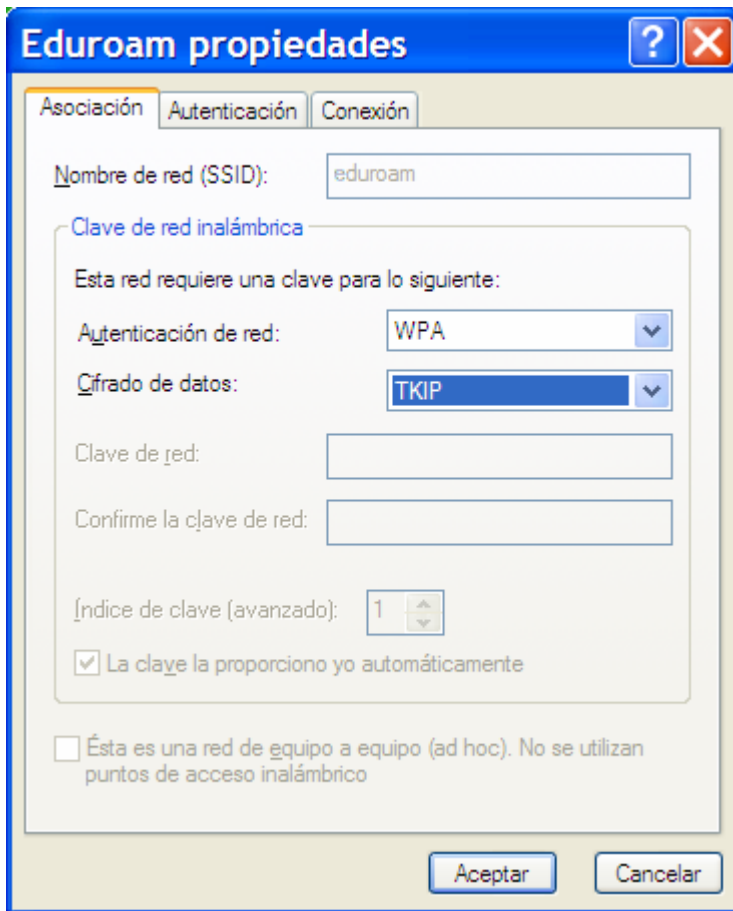 Eduroam propiedades
?
Asociación
Autenticación
Conexión
Nombre de red (SSID):
eduroam
Clave de red inalámbrica
Esta red requiere una clave para lo siguiente:
Autenticación de red:
WPA
Cifrado de datos:
TKIP
Clave de red:
Confirme la clave de red:
Índice de clave (avanzado):
1
La clave la proporciono yo automáticamente
Ésta es una red de equipo a equipo (ad hoc). No se utilizan
puntos de acceso inalámbrico
Aceptar
Cancelar